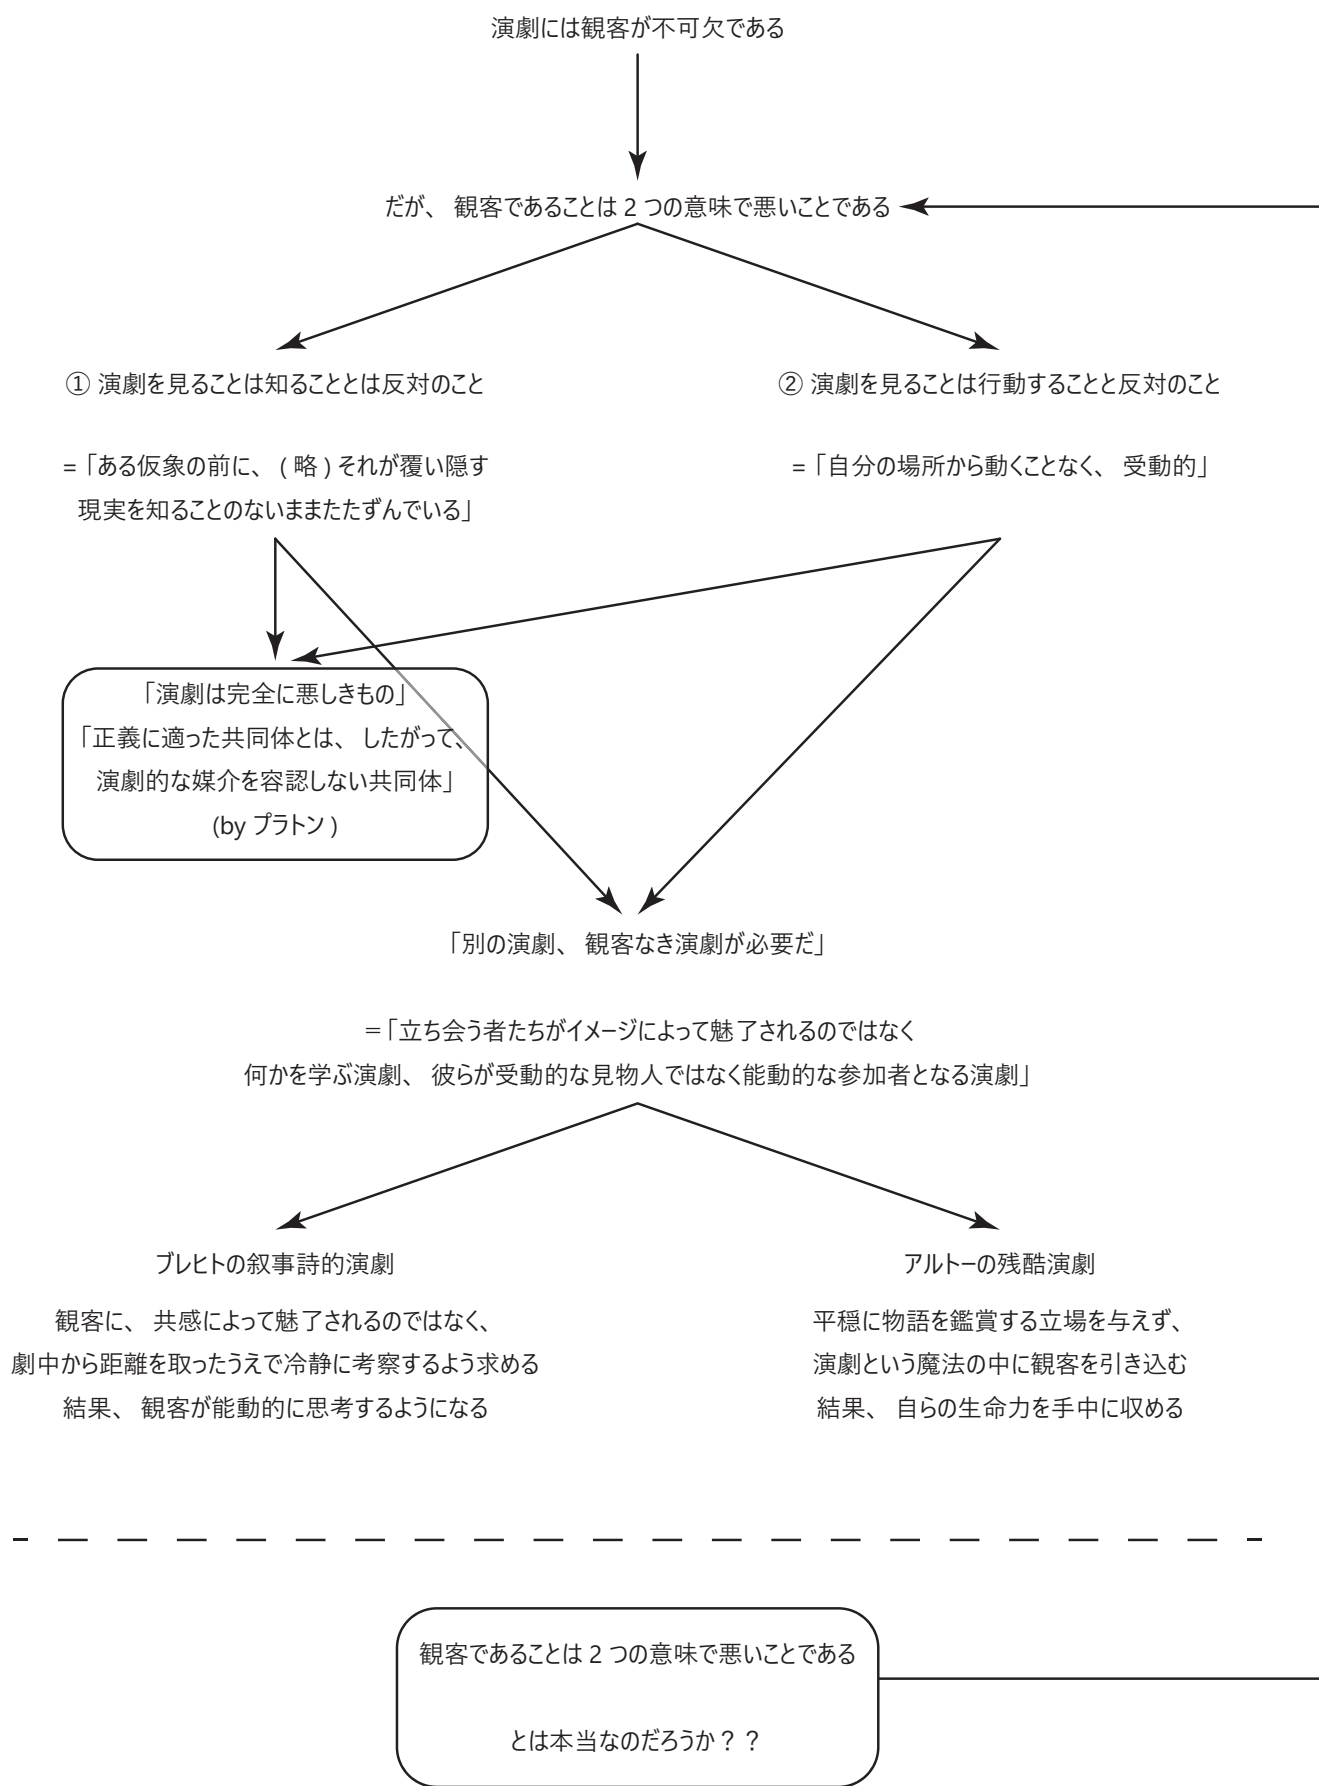 演劇には観客が不可欠である
だが、 観客であることは 2 つの意味で悪いことである
① 演劇を見ることは知ることとは反対のこと
② 演劇を見ることは行動することと反対のこと
=「ある仮象の前に、 ( 略 ) それが覆い隠す
現実を知ることのないままたたずんでいる」
=「自分の場所から動くことなく、 受動的」
「演劇は完全に悪しきもの」
「正義に適った共同体とは、 したがって、
演劇的な媒介を容認しない共同体」
(by プラトン )
「別の演劇、 観客なき演劇が必要だ」
=「立ち会う者たちがイメージによって魅了されるのではなく
何かを学ぶ演劇、 彼らが受動的な見物人ではなく能動的な参加者となる演劇」
ブレヒトの叙事詩的演劇
観客に、 共感によって魅了されるのではなく、
劇中から距離を取ったうえで冷静に考察するよう求める
結果、 観客が能動的に思考するようになる
アルトーの残酷演劇
平穏に物語を鑑賞する立場を与えず、
演劇という魔法の中に観客を引き込む
結果、 自らの生命力を手中に収める
観客であることは 2 つの意味で悪いことである
とは本当なのだろうか？？